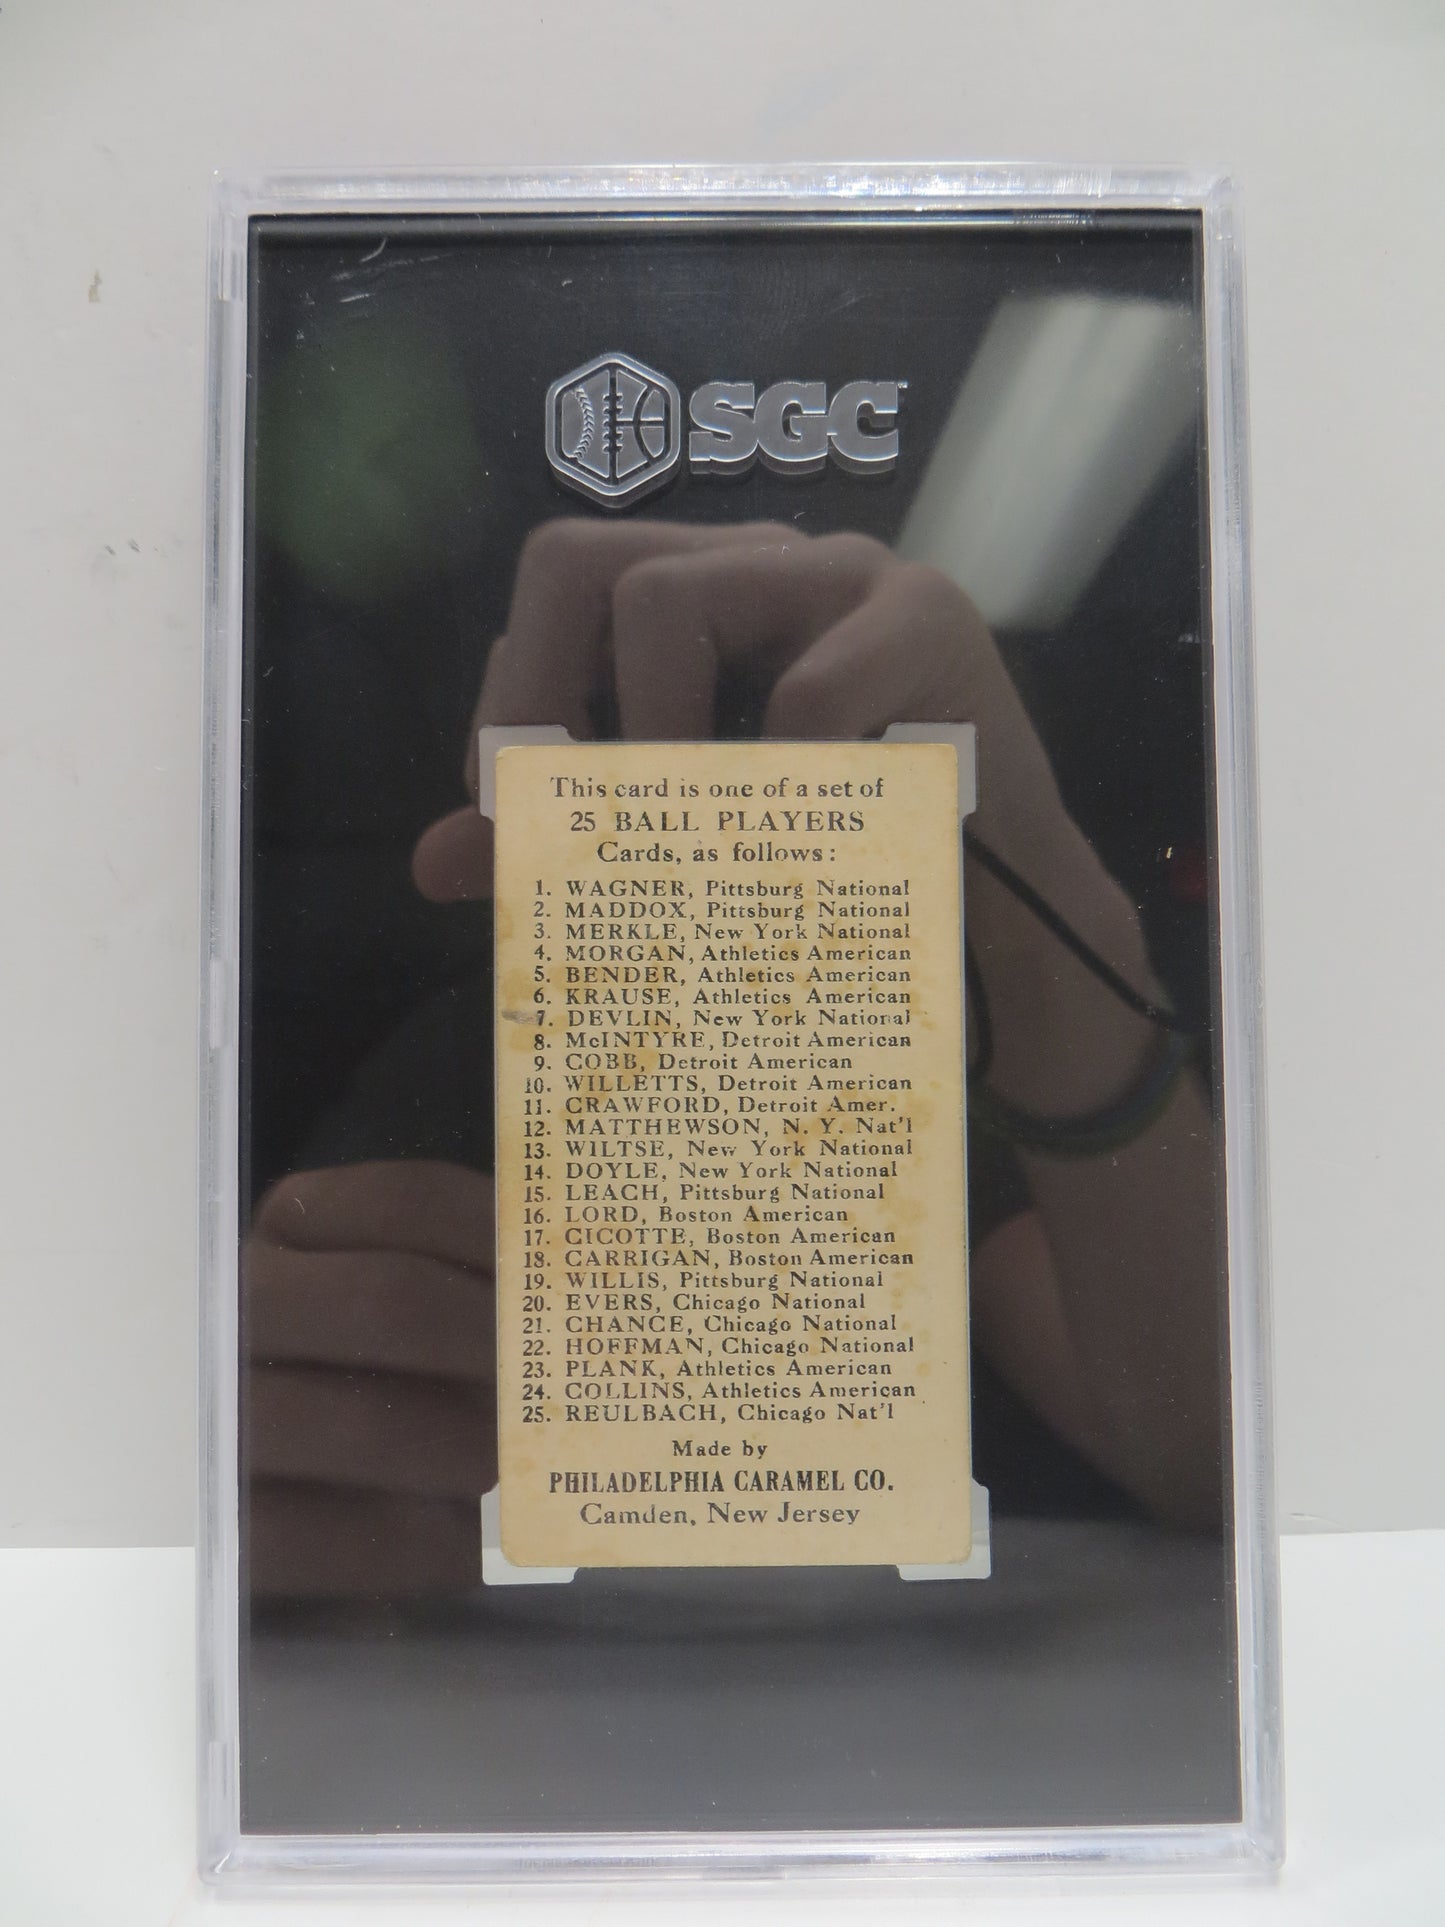 SGC
This card is one of a set of
25 BALL PLAYERS
Cards, as follows:
1. WAGNER, Pittsburg National
2. MADDOX, Pittsburg National
3. MERKLE, New York National
4. MORGAN, Athletics American
5. BENDER, Athletics American
6. KRAUSE, Athletics American
7. DEVLIN, New York National
8. McINTYRE, Detroit American
9. COBB, Detroit American
10. WILLETTS, Detroit American
11. CRAWFORD, Detroit Amer.
12. MATTHEWSON, N. Y. Nat'l
13. WILTSE, New York National
14. DOYLE, New York National
15. LEACH, Pittsburg National
16. LORD, Boston American
17. CICOTTE, Boston American
18. CARRIGAN, Boston American
19. WILLIS, Pittsburg National
20. EVERS, Chicago National
21. CHANCE, Chicago National
22. HOFFMAN, Chicago National
23. PLANK, Athletics American
24. COLLINS, Athletics American
25. REULBACH, Chicago Nat'l
Made by
PHILADELPHIA CARAMEL CO.
Camden, New Jersey